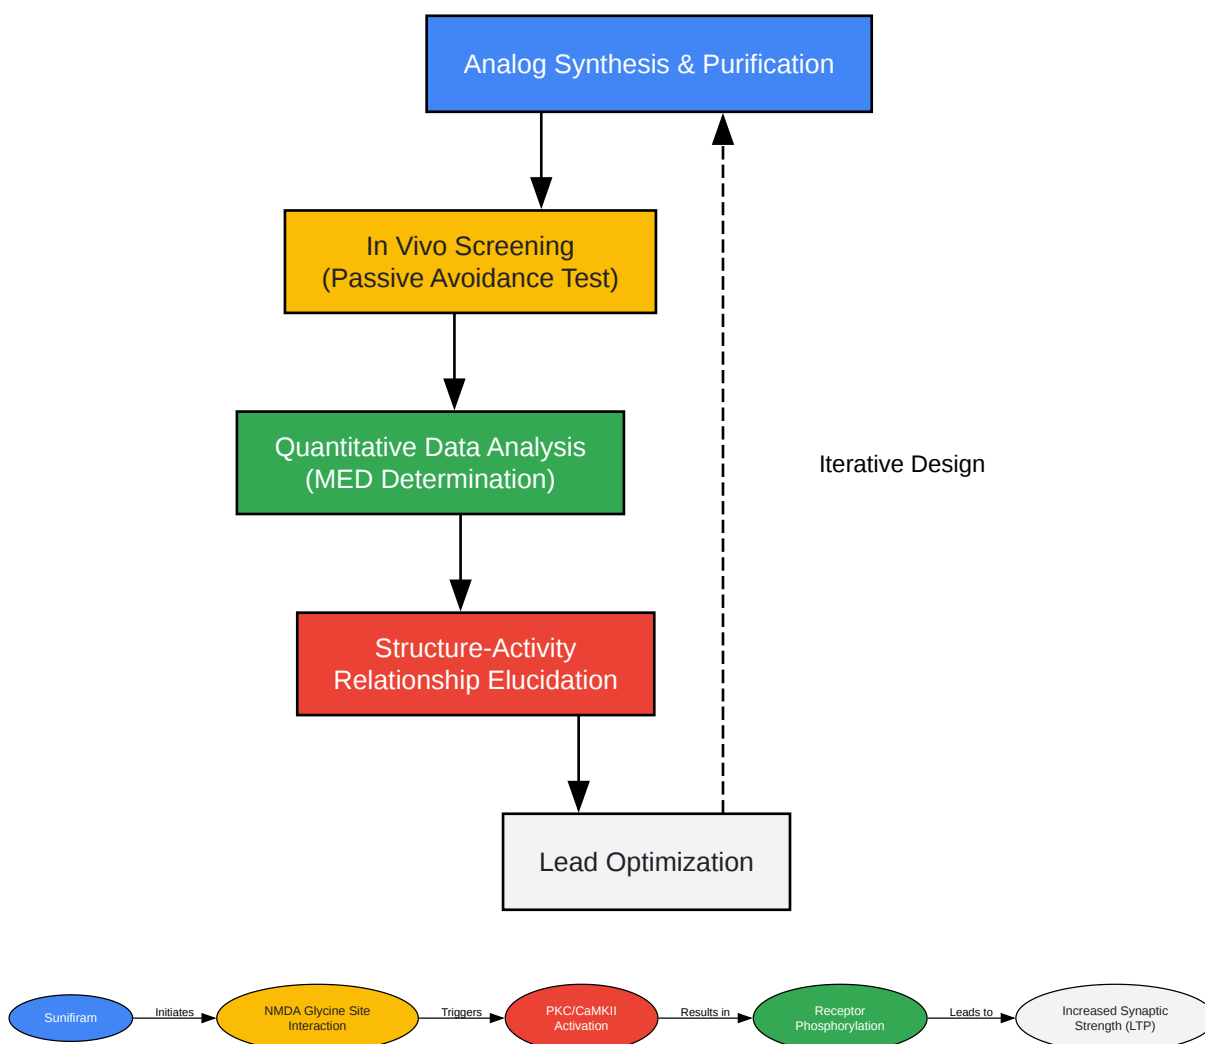 Analog Synthesis & Purification
In Vivo Screening
(Passive Avoidance Test)
Quantitative Data Analysis
(MED Determination)
Iterative Design
Structure-Activity
Relationship Elucidation
Lead Optimization
Sunifiram
Initiates
NMDA Glycine Site
Interaction
Triggers
PKC/CaMKII
Activation
Results in
Receptor
Phosphorylation
Leads to
Increased Synaptic
Strength (LTP)